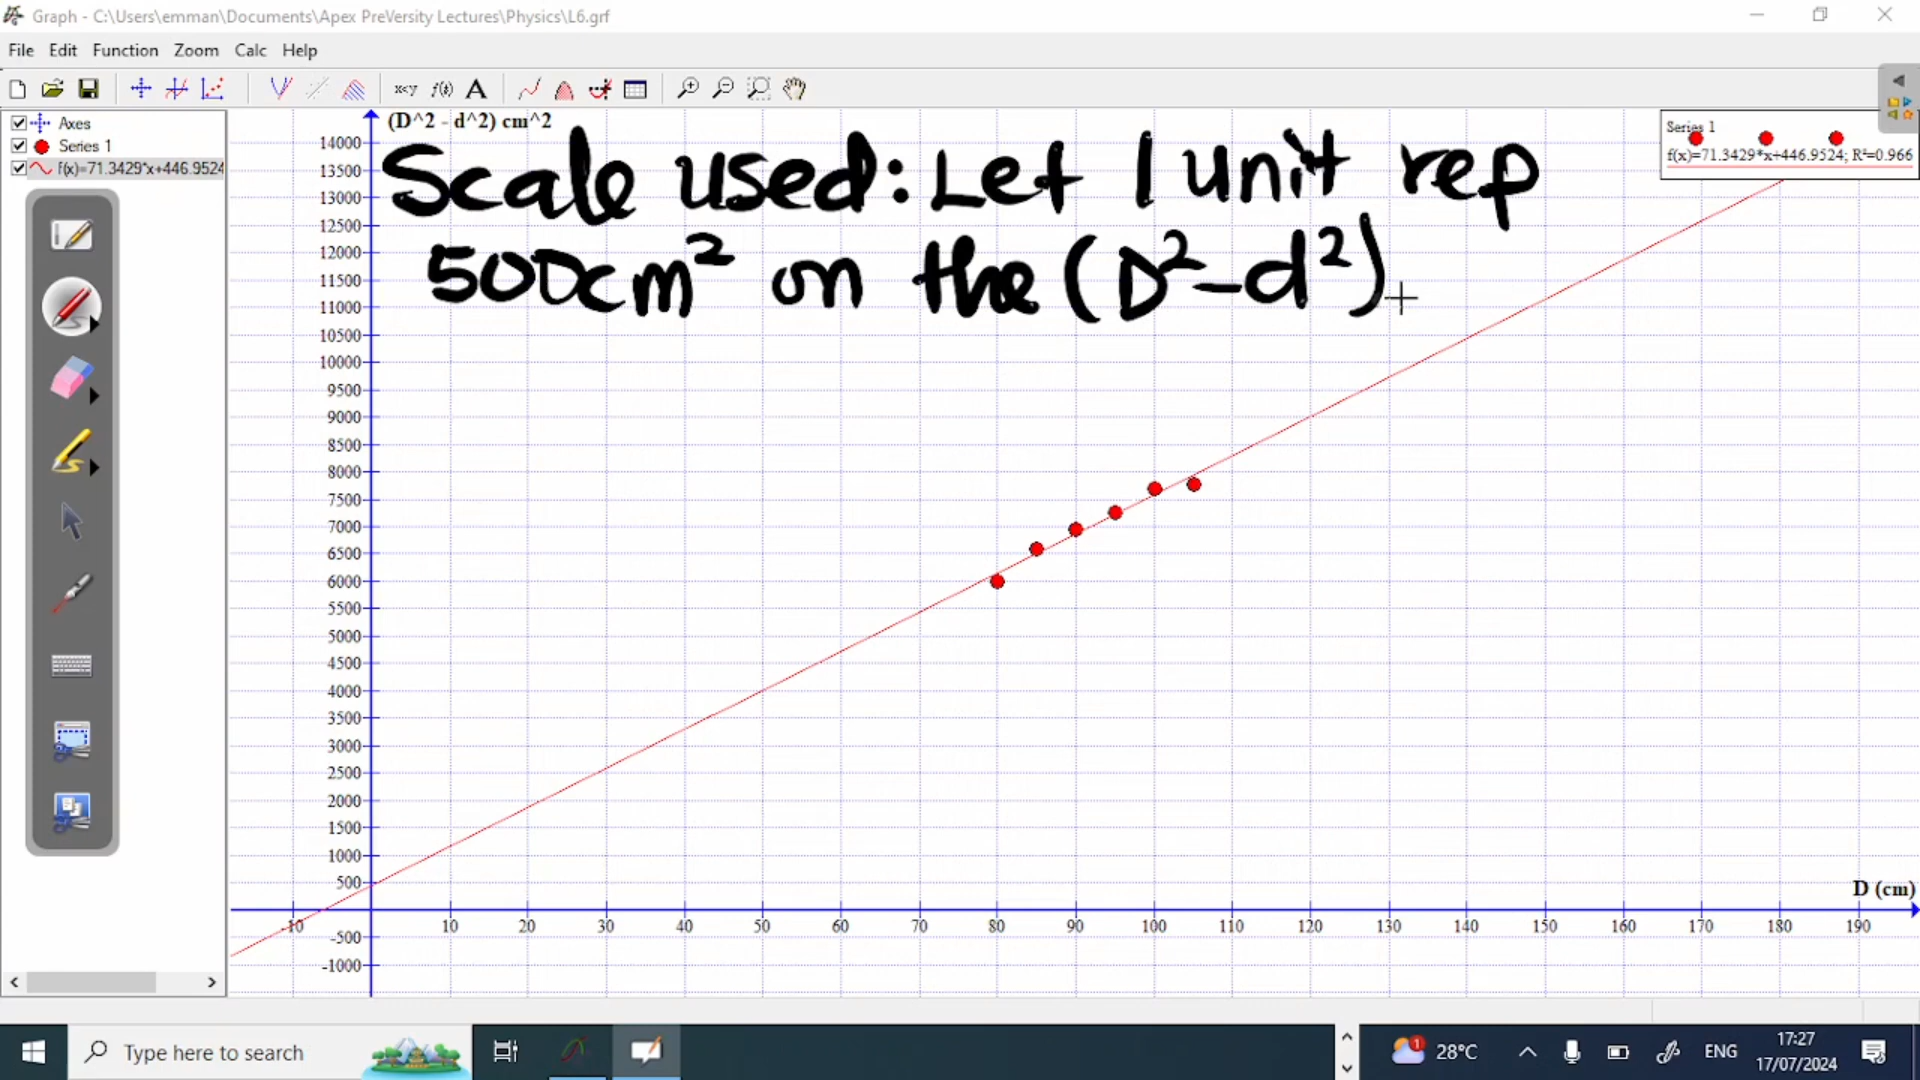 Graph - C:\Users\emman\Documents\Apex PreVersity Lectures\Physics\L6.grf
File Edit Function Zoom Calc Help
Axes
Series 1
f(x)=71.3429*x+446.9524
(D^2 - d^2) cm^2
Scale used: Let 1 unit rep
500cm² on the (D²-d²)
Series 1
f(x)=71.3429*x+446.9524; R²=0.966
14000
13500
13000
12500
12000
11500
11000
10500
10000
9500
9000
8500
8000
7500
7000
6500
6000
5500
5000
4500
4000
3500
3000
2500
2000
1500
1000
500
D (cm)
-10 10 20 30 40 50 60 70 80 90 100 110 120 130 140 150 160 170 180 190
-500
-1000
Type here to search
28°C
ENG
17:27
17/07/2024